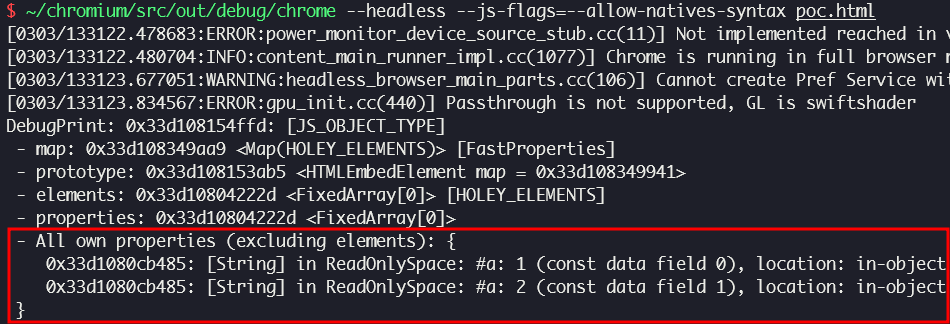 $ ~/chromium/src/out/debug/chrome --headless --js-flags=--allow-natives-syntax poc.html
[0303/133122.478683:ERROR:power_monitor_device_source_stub.cc(11)] Not implemented reached in
[0303/133122.480704:INFO:content_main_runner_impl.cc(1077)] Chrome is running in full browser
[0303/133123.677051:WARNING:headless_browser_main_parts.cc(106)] Cannot create Pref Service
[0303/133123.834567:ERROR:gpu_init.cc(440)] Passthrough is not supported, GL is swiftshader
DebugPrint: 0x33d108154ffd: [JS_OBJECT_TYPE]
- map: 0x33d108349aa9 <Map(HOLEY_ELEMENTS)> [FastProperties]
- prototype: 0x33d108153ab5 <HTMLEmbedElement map = 0x33d108349941>
- elements: 0x33d10804222d <FixedArray[0]> [HOLEY_ELEMENTS]
- properties: 0x33d10804222d <FixedArray[0]>
- All own properties (excluding elements): {
0x33d1080cb485: [String] in ReadOnlySpace: #a: 1 (const data field 0), location: in-object
0x33d1080cb485: [String] in ReadOnlySpace: #a: 2 (const data field 1), location: in-object
}